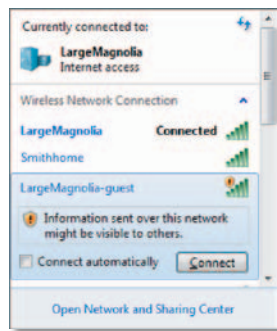 Currently connected to:
LargeMagnolia
Internet access
Wireless Network Connection
LargeMagnolia Connected
Smithhome
LargeMagnolia-guest
Information sent over this network
might be visible to others.
Connect automatically Connect
Open Network and Sharing Center